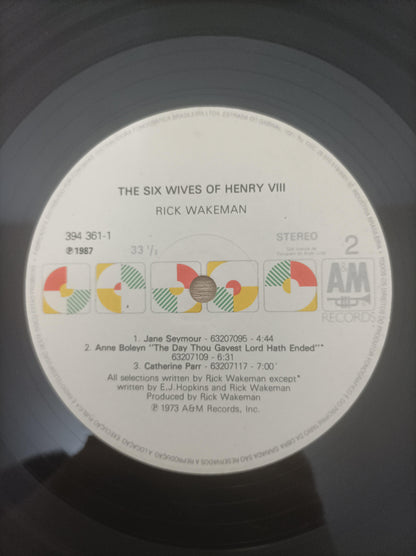 THE SIX WIVES OF HENRY VIII
RICK WAKEMAN
394 361-1
℗ 1987
33 1/3
STEREO
2
A&M
RECORDS
1. Jane Seymour - 63207095 - 4:44
2. Anne Boleyn "The Day Thou Gavest Lord Hath Ended"*
63207109 - 6:31
3. Catherine Parr - 63207117 - 7:00
All selections written by Rick Wakeman except*
written by E.J. Hopkins and Rick Wakeman.
Produced by Rick Wakeman
℗ 1973 A&M Records, Inc.